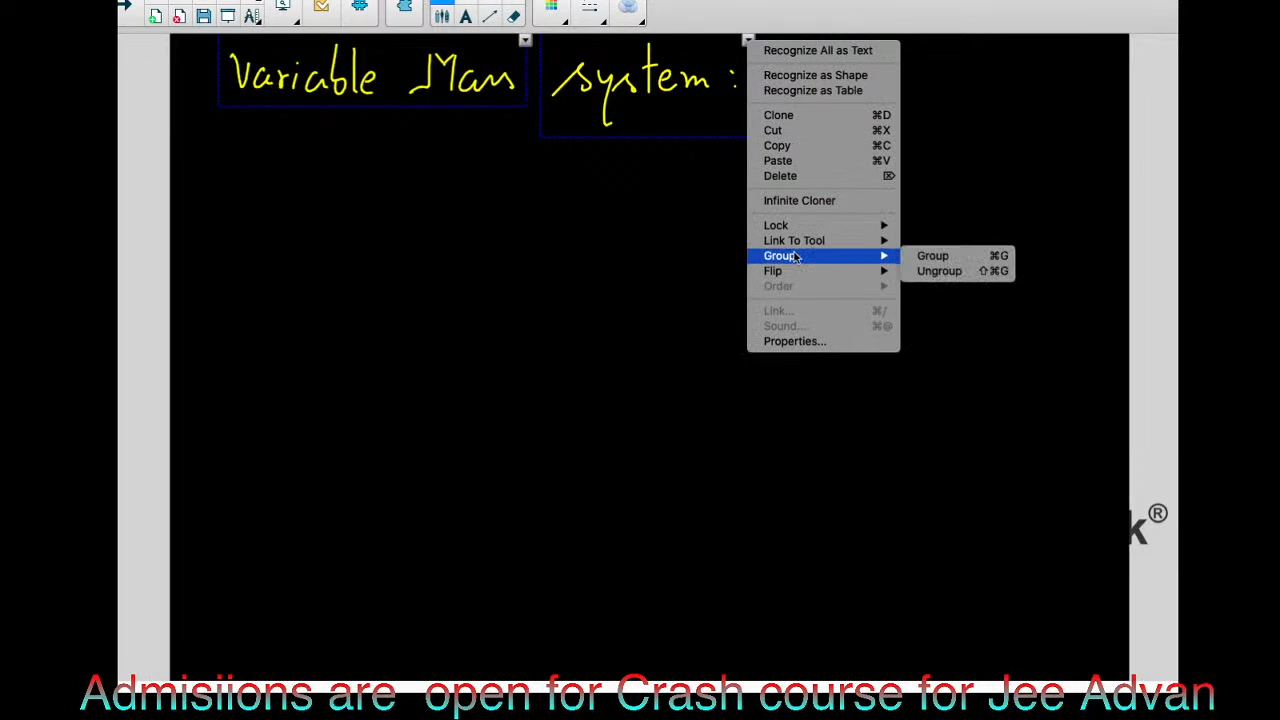 Variable Mass system :
Recognize All as Text
Recognize as Shape
Recognize as Table
Clone ⌘D
Cut ⌘X
Copy ⌘C
Paste ⌘V
Delete ⌦
Infinite Cloner
Lock
Link To Tool
Group
Group ⌘G
Ungroup ⇧⌘G
Flip
Order
Link... ⌘/
Sound... ⌘@
Properties...
k®
Admisiions are open for Crash course for Jee Advan